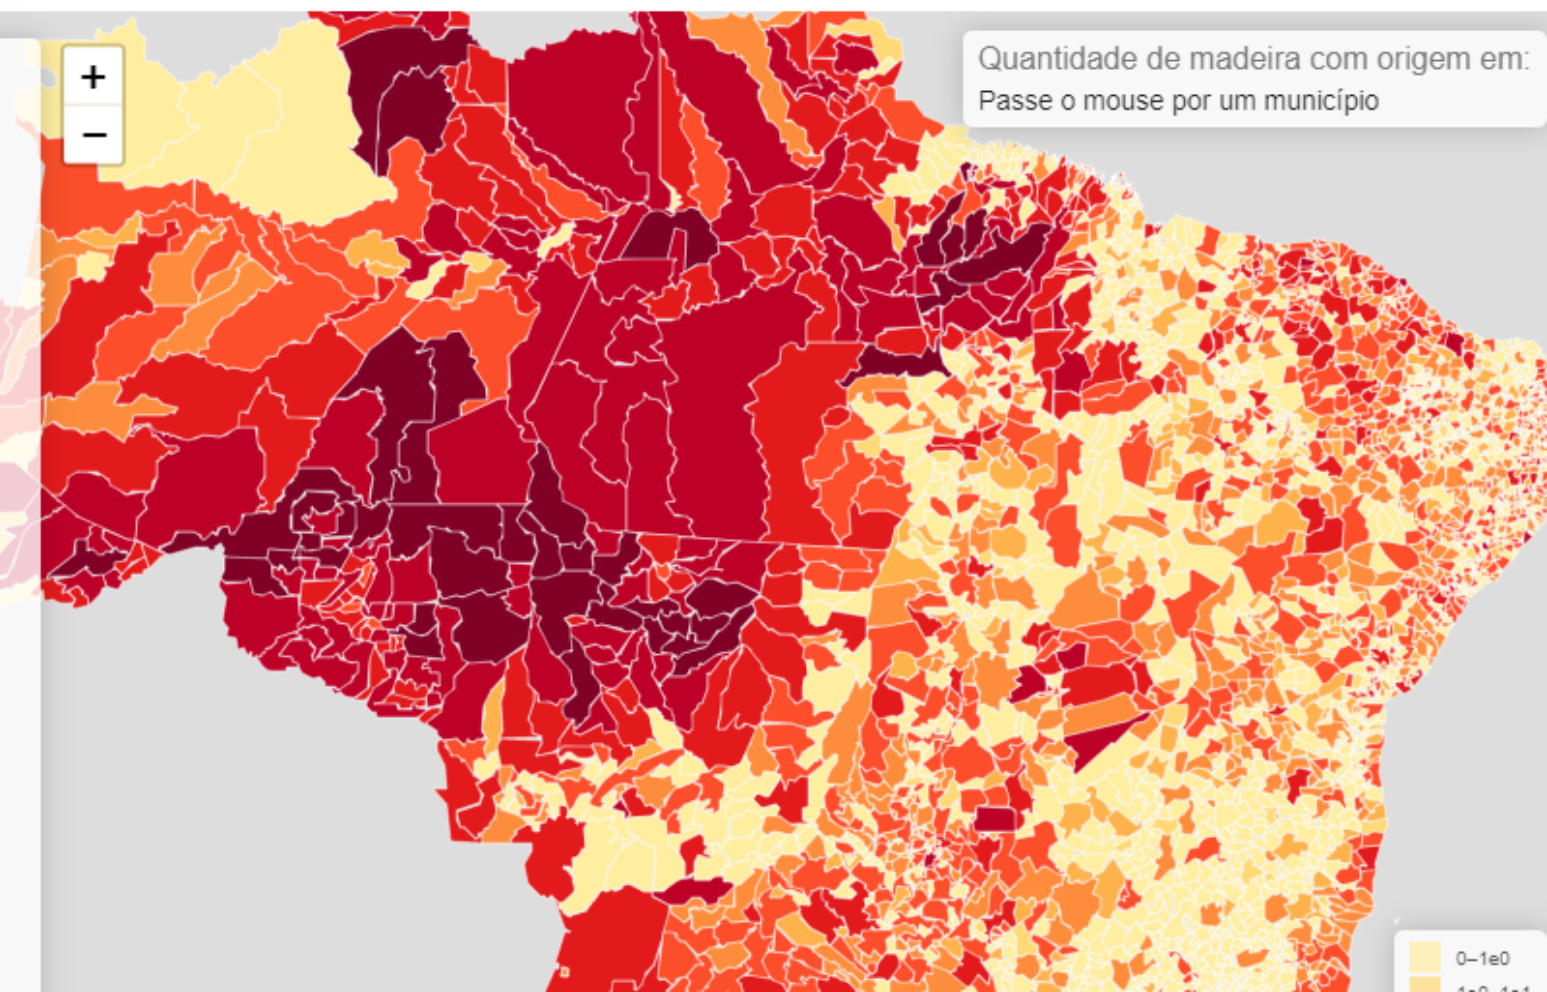 +
−
Quantidade de madeira com origem em:
Passe o mouse por um município
0–1e0